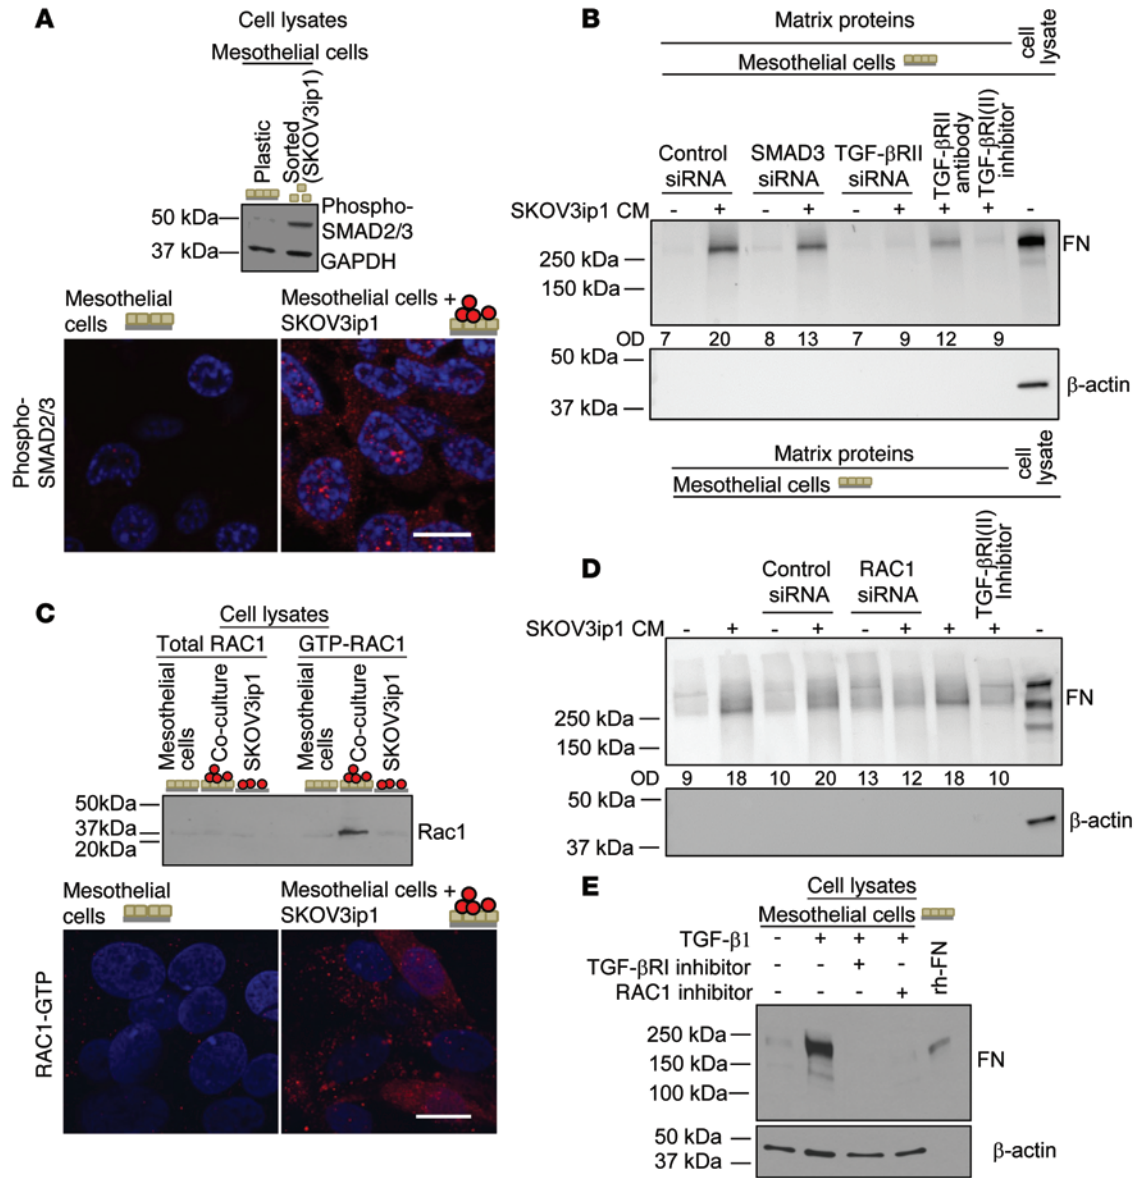 A
Cell lysates
Mesothelial cells
Plastic
Sorted
(SKOV3ip1)
50 kDa
37 kDa
Phospho-
SMAD2/3
GAPDH
Mesothelial
cells
Mesothelial cells +
SKOV3ip1
Phospho-
SMAD2/3
B
Matrix proteins
cell
lysate
Mesothelial cells
Control
siRNA
SMAD3
siRNA
TGF-βRII
siRNA
TGF-βRII
antibody
TGF-βRI(II)
inhibitor
SKOV3ip1 CM - + - + - + + + -
250 kDa
150 kDa
FN
OD 7 20 8 13 7 9 12 9
50 kDa
37 kDa
β-actin
C
Cell lysates
Total RAC1 GTP-RAC1
Mesothelial
cells
Co-culture
SKOV3ip1
Mesothelial
cells
Co-culture
SKOV3ip1
50kDa
37kDa
20kDa
Rac1
Mesothelial
cells
Mesothelial cells +
SKOV3ip1
RAC1-GTP
Matrix proteins
cell
lysate
Mesothelial cells
D
Control
siRNA
RAC1
siRNA
TGF-βRI(II)
Inhibitor
SKOV3ip1 CM - + - + - + + + -
250 kDa
150 kDa
FN
OD 9 18 10 20 13 12 18 10
50 kDa
37 kDa
β-actin
E
Cell lysates
Mesothelial cells
TGF-β1 - + + +
TGF-βRI inhibitor - - + -
RAC1 inhibitor - - - +
rh-FN
250 kDa
150 kDa
100 kDa
FN
50 kDa
37 kDa
β-actin